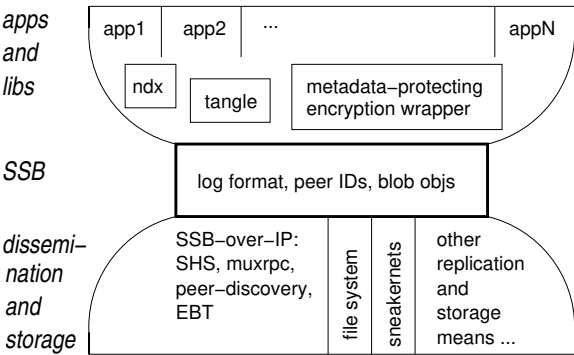 apps
and
libs
app1
app2
...
appN
ndx
tangle
metadata−protecting
encryption wrapper
SSB
log format, peer IDs, blob objs
dissemi−
nation
and
storage
SSB−over−IP:
SHS, muxrpc,
peer−discovery,
EBT
file system
sneakernets
other
replication
and
storage
means ...